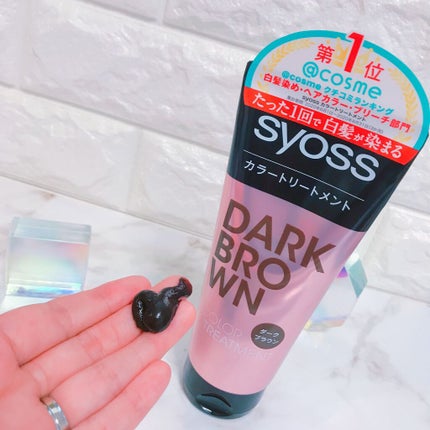 第1位
@cosme
@cosme クチコミランキング
白髪染め・ヘアカラー・ブリーチ部門
syoss カラートリートメント
たった1回で白髪が染まる
syoss
カラートリートメント
DARK
BRO
WN
COLOR
TREATMENT
ダーク
ブラウン